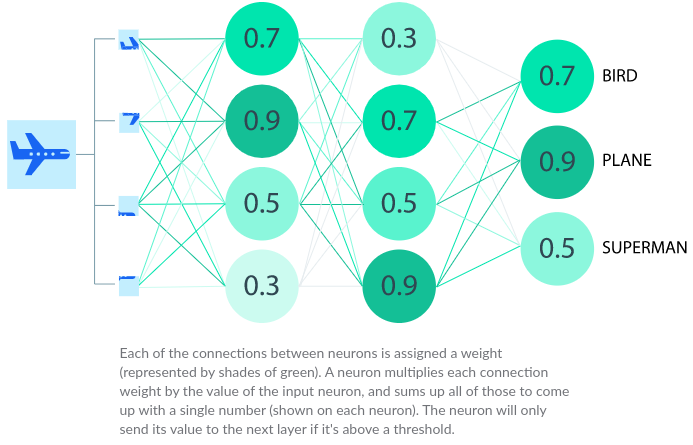 0.7
0.3
0.7
BIRD
0.9
0.7
0.9
PLANE
0.5
0.5
0.5
SUPERMAN
0.3
0.9
Each of the connections between neurons is assigned a weight
(represented by shades of green). A neuron multiplies each connection
weight by the value of the input neuron, and sums up all of those to come
up with a single number (shown on each neuron). The neuron will only
send its value to the next layer if it's above a threshold.